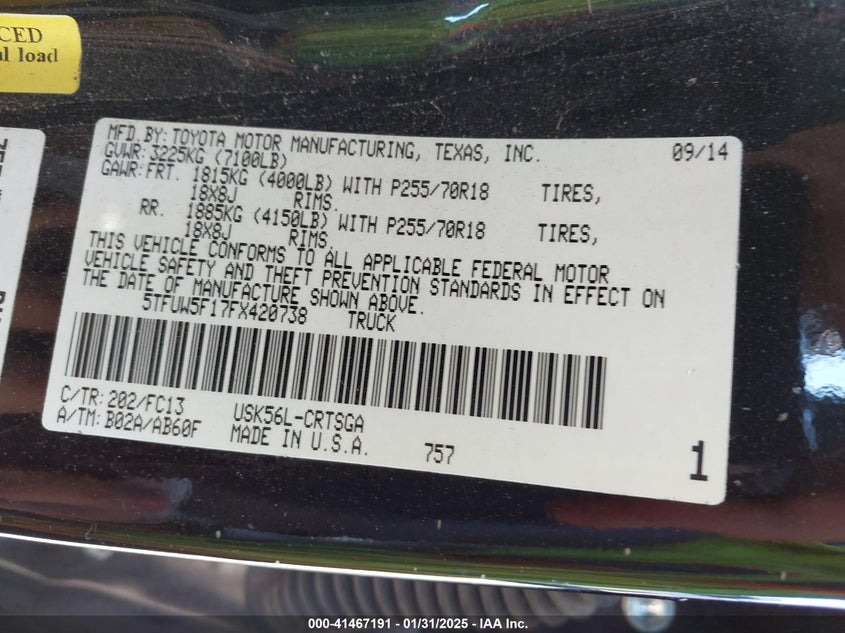 CED
al load
MFD. BY: TOYOTA MOTOR MANUFACTURING, TEXAS, INC. 09/14
GVWR: 3225KG (7100LB)
GAWR: FRT. 1815KG (4000LB) WITH P255/70R18 TIRES,
18X8J RIMS.
RR. 1885KG (4150LB) WITH P255/70R18 TIRES,
18X8J RIMS.
THIS VEHICLE CONFORMS TO ALL APPLICABLE FEDERAL MOTOR
VEHICLE SAFETY AND THEFT PREVENTION STANDARDS IN EFFECT ON
THE DATE OF MANUFACTURE SHOWN ABOVE.
5TFUW5F17FX420738 TRUCK
C/TR: 202/FC13 USK56L-CRTSGA
A/TM: B02A/AB60F MADE IN U.S.A. 757 1
000-41467191 - 01/31/2025 - IAA Inc.